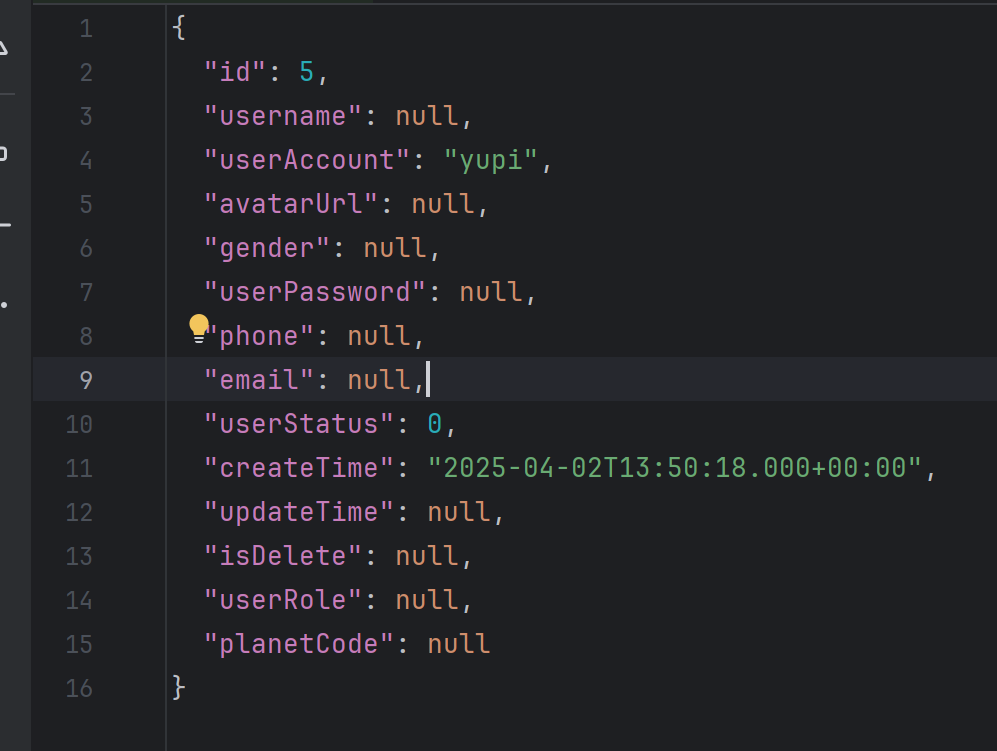 1 {
2 "id": 5,
3 "username": null,
4 "userAccount": "yupi",
5 "avatarUrl": null,
6 "gender": null,
7 "userPassword": null,
8 "phone": null,
9 "email": null,
10 "userStatus": 0,
11 "createTime": "2025-04-02T13:50:18.000+00:00",
12 "updateTime": null,
13 "isDelete": null,
14 "userRole": null,
15 "planetCode": null
16 }